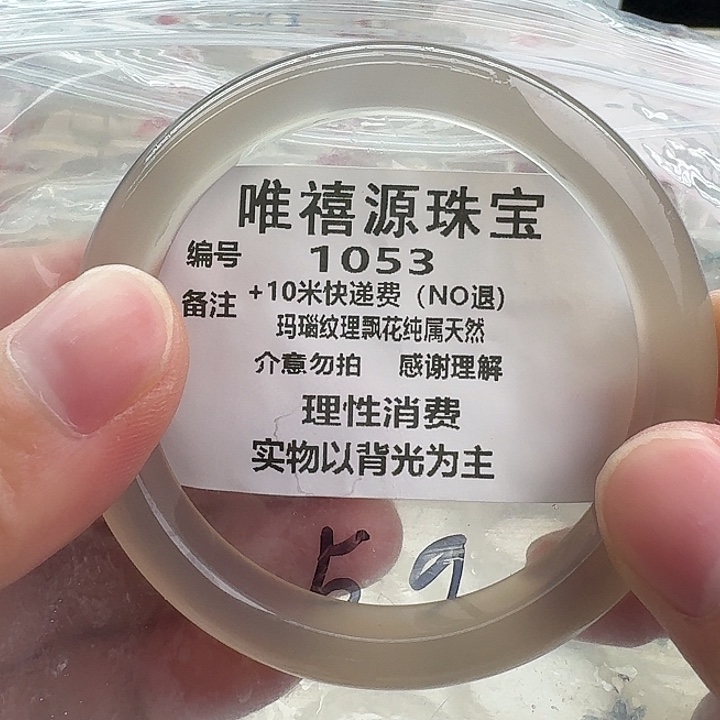 唯禧源珠宝
编号 1053
备注 +10米快递费（NO退)
玛瑙纹理飘花纯属天然
介意勿拍 感谢理解
理性消费
实物以背光为主
59